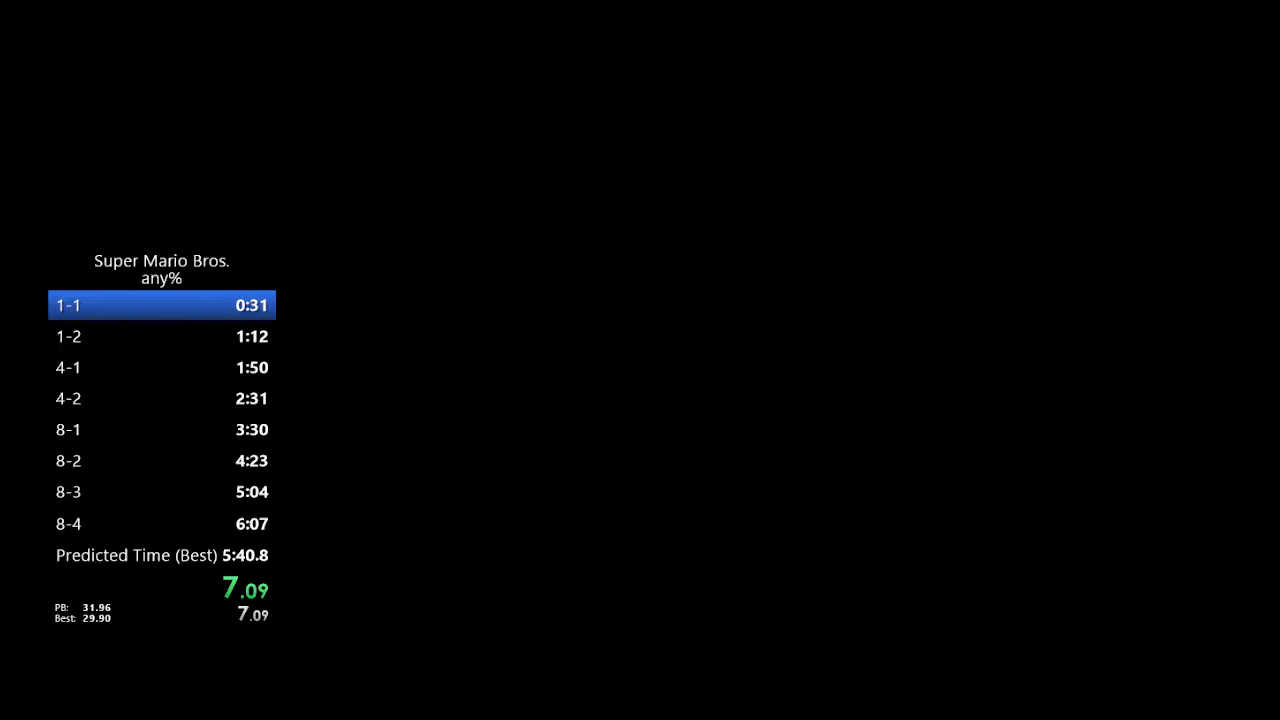 Super Mario Bros.
any%
1-1 0:31
1-2 1:12
4-1 1:50
4-2 2:31
8-1 3:30
8-2 4:23
8-3 5:04
8-4 6:07
Predicted Time (Best) 5:40.8
7.09
PB: 31.96
Best: 29.90
7.09